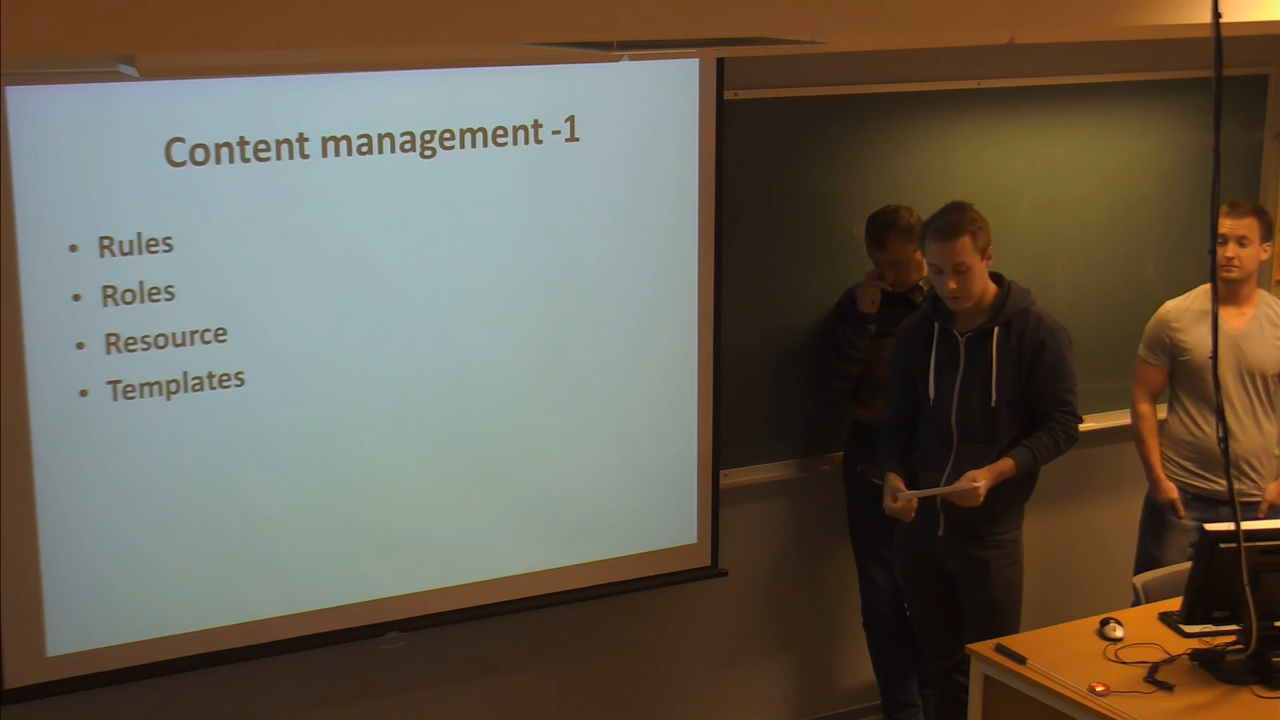 Content management -1
• Rules
• Roles
• Resource
• Templates